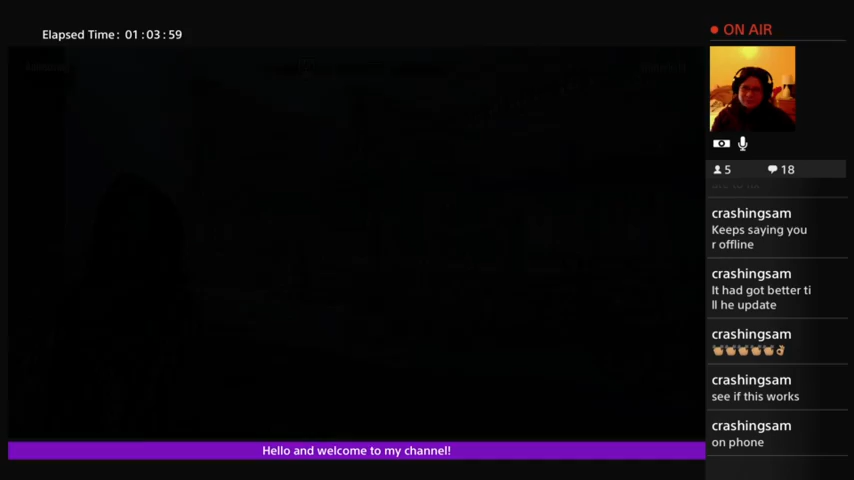 Elapsed Time: 01:03:59
ON AIR
5
18
crashingsam
Keeps saying you
r offline
crashingsam
It had got better ti
ll he update
crashingsam
crashingsam
see if this works
crashingsam
on phone
Hello and welcome to my channel!